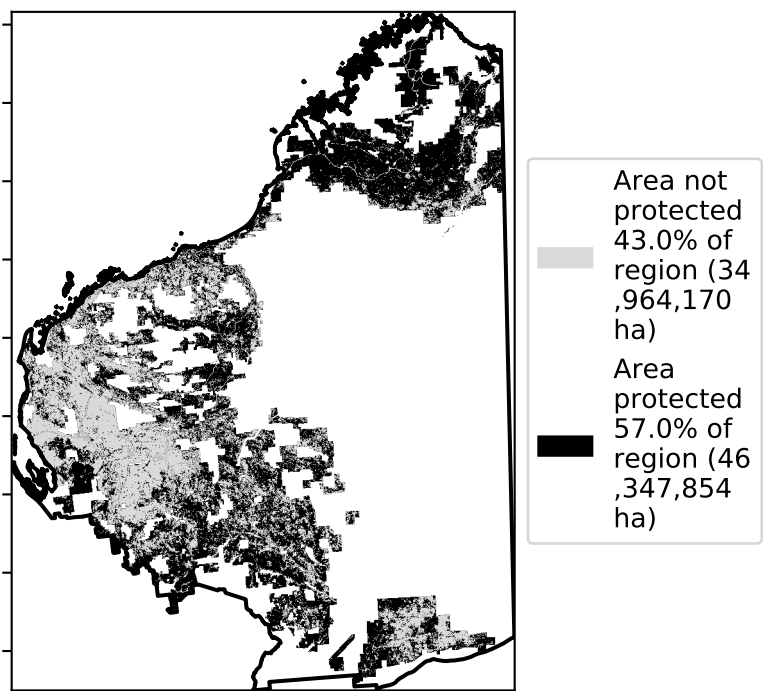 Area not
protected
43.0% of
region (34
,964,170
ha)
Area
protected
57.0% of
region (46
,347,854
ha)